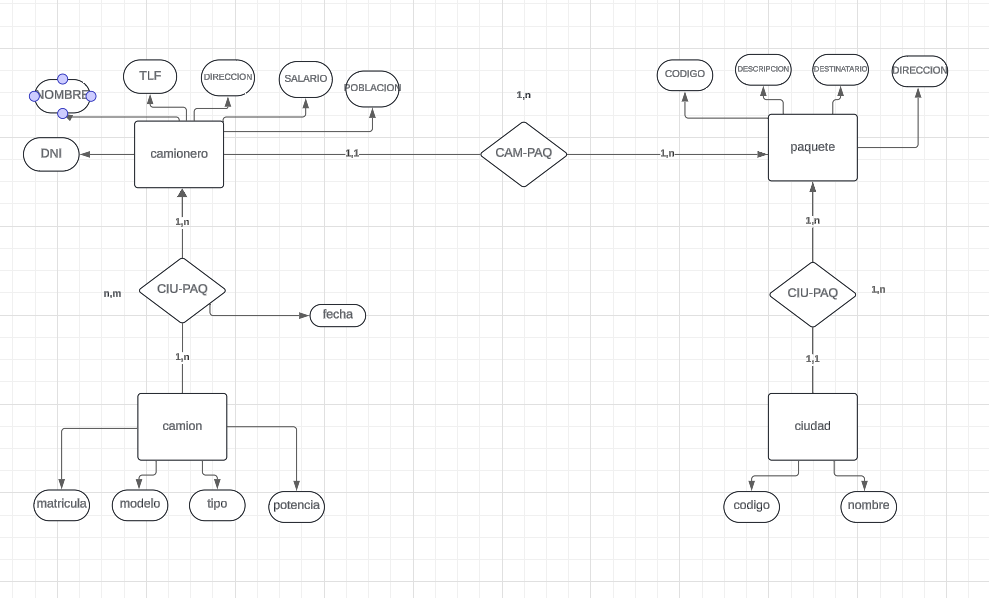 NOMBRE
TLF
DIRECCION
SALARIO
POBLACION
CODIGO
DESCRIPCION
DESTINATARIO
DIRECCION
1,n
DNI
camionero
1,1
CAM-PAQ
1,n
paquete
1,n
1,n
n,m
CIU-PAQ
fecha
CIU-PAQ
1,n
1,n
1,1
camion
ciudad
matricula
modelo
tipo
potencia
codigo
nombre